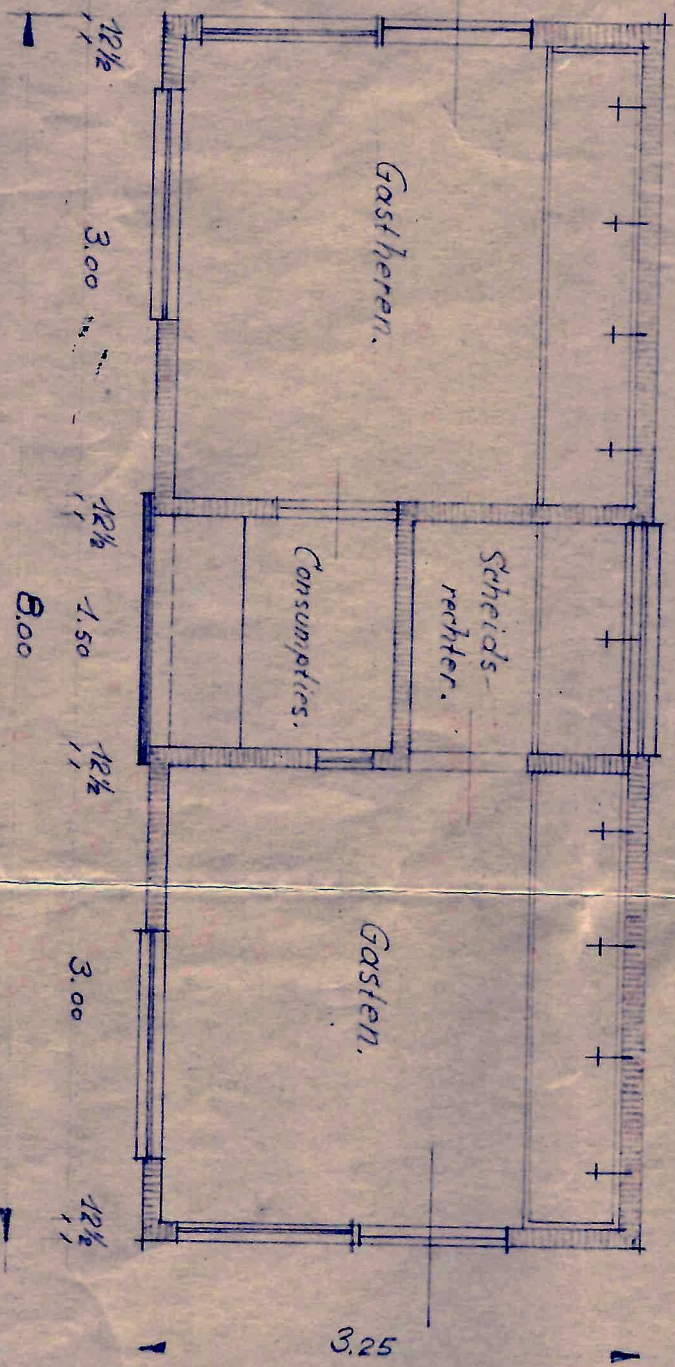 Gastheren.
Scheids-
rechter.
Consumpties.
Gasten.
12½
3.00
12½
1.50
12½
3.00
12½
8.00
3.25